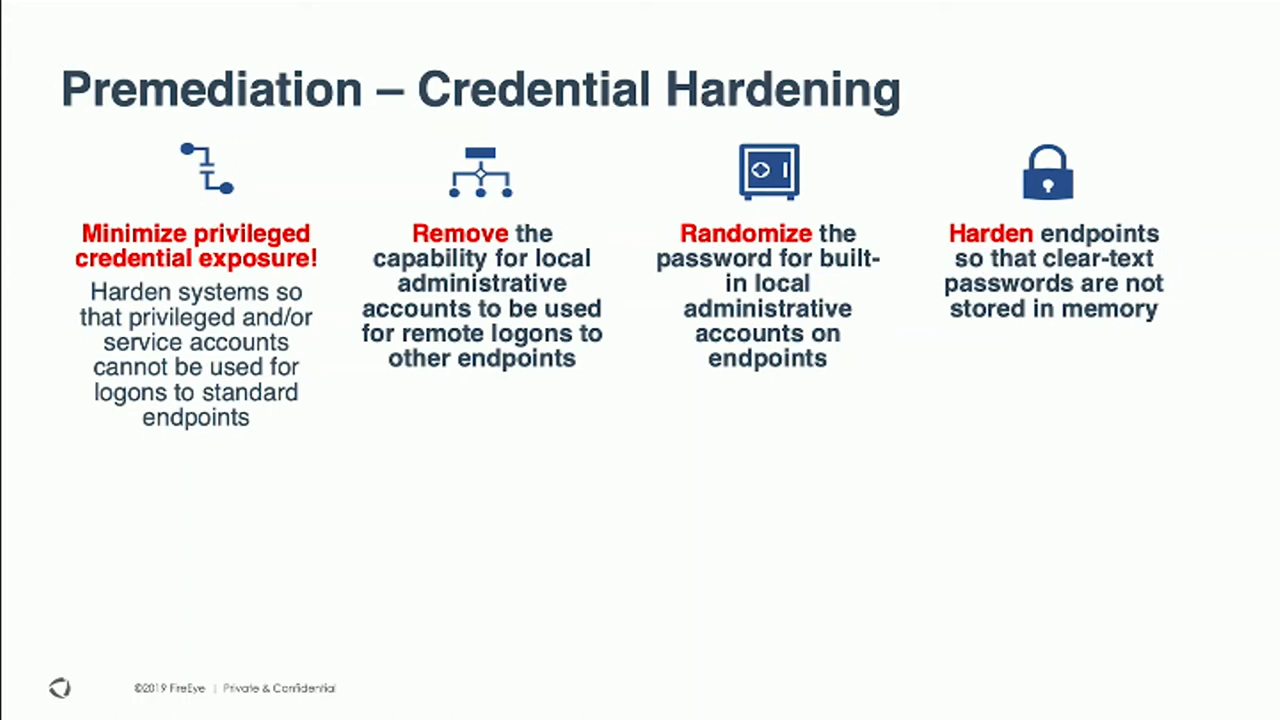 Premediation – Credential Hardening
Minimize privileged
credential exposure!
Harden systems so
that privileged and/or
service accounts
cannot be used for
logons to standard
endpoints
Remove the
capability for local
administrative
accounts to be used
for remote logons to
other endpoints
Randomize the
password for built-
in local
administrative
accounts on
endpoints
Harden endpoints
so that clear-text
passwords are not
stored in memory
©2019 FireEye | Private & Confidential